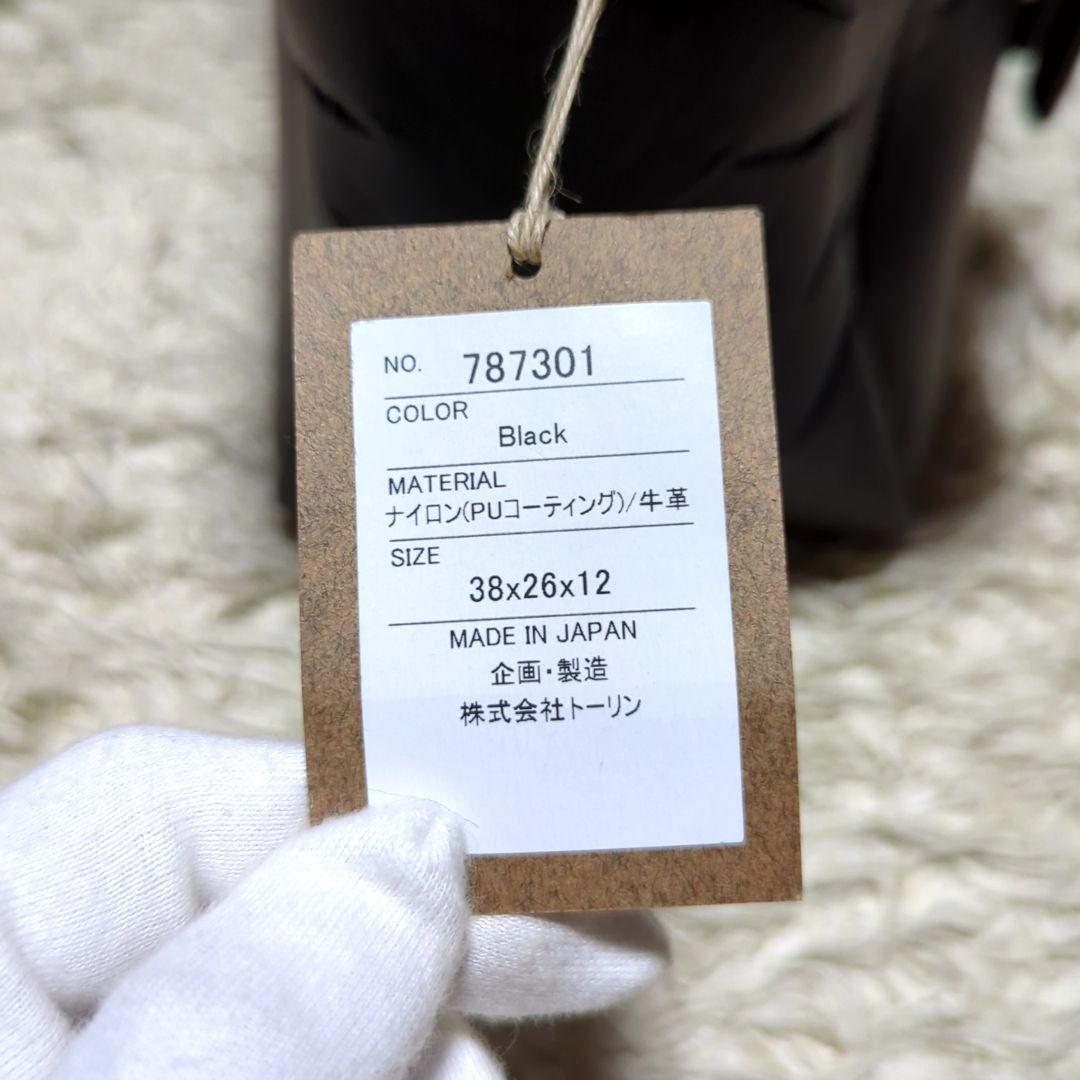 NO. 787301
COLOR
Black
MATERIAL
ナイロン(PUコーティング)/牛革
SIZE
38x26x12
MADE IN JAPAN
企画・製造
株式会社トーリン